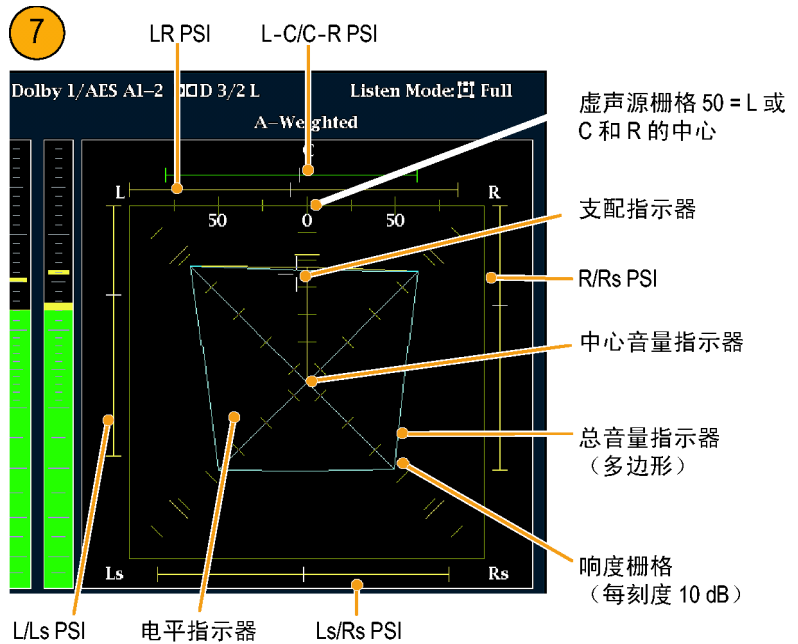 7
LR PSI
L-C/C-R PSI
Dolby 1/AES A1-2 D 3/2 L
Listen Mode: Full
A-Weighted
C
L
R
50
0
50
Ls
Rs
虚声源栅格 50 = L 或
C 和 R 的中心
支配指示器
R/Rs PSI
中心音量指示器
总音量指示器
（多边形）
响度栅格
（每刻度 10 dB）
L/Ls PSI
电平指示器
Ls/Rs PSI